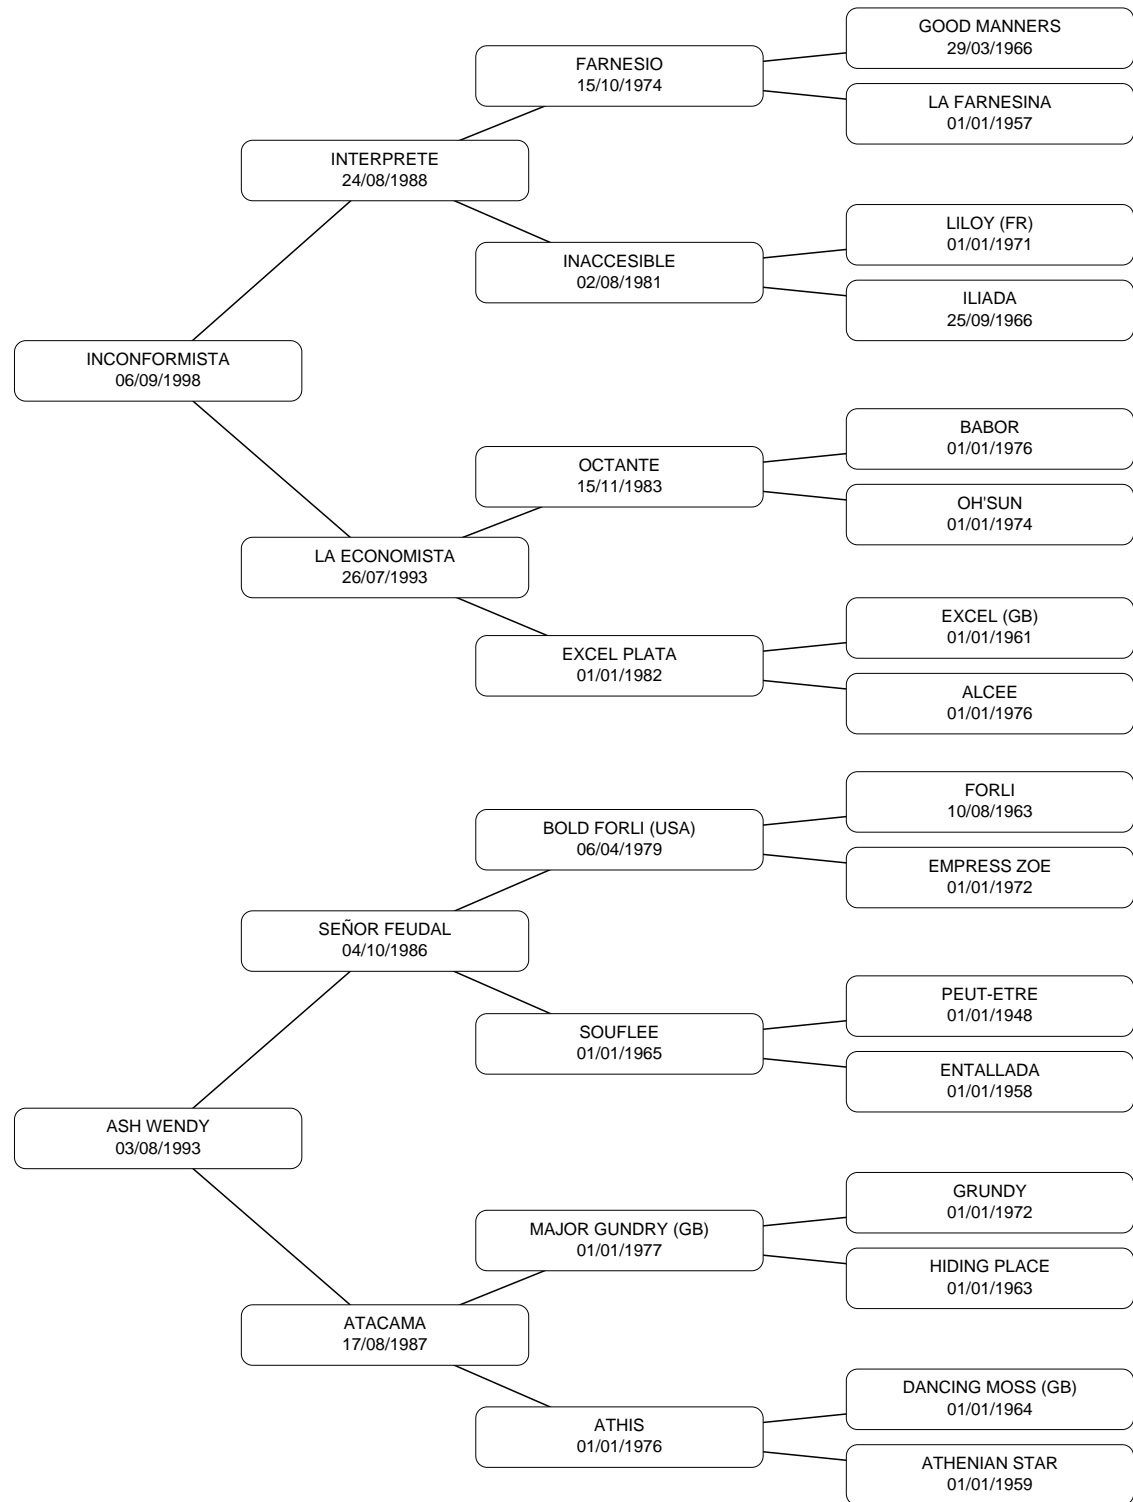 GOOD MANNERS
29/03/1966
FARNESIO
15/10/1974
LA FARNESINA
01/01/1957
INTERPRETE
24/08/1988
LILOY (FR)
01/01/1971
INACCESIBLE
02/08/1981
ILIADA
25/09/1966
INCONFORMISTA
06/09/1998
BABOR
01/01/1976
OCTANTE
15/11/1983
OH'SUN
01/01/1974
LA ECONOMISTA
26/07/1993
EXCEL (GB)
01/01/1961
EXCEL PLATA
01/01/1982
ALCEE
01/01/1976
FORLI
10/08/1963
BOLD FORLI (USA)
06/04/1979
EMPRESS ZOE
01/01/1972
SEÑOR FEUDAL
04/10/1986
PEUT-ETRE
01/01/1948
SOUFLEE
01/01/1965
ENTALLADA
01/01/1958
ASH WENDY
03/08/1993
GRUNDY
01/01/1972
MAJOR GUNDRY (GB)
01/01/1977
HIDING PLACE
01/01/1963
ATACAMA
17/08/1987
DANCING MOSS (GB)
01/01/1964
ATHIS
01/01/1976
ATHENIAN STAR
01/01/1959